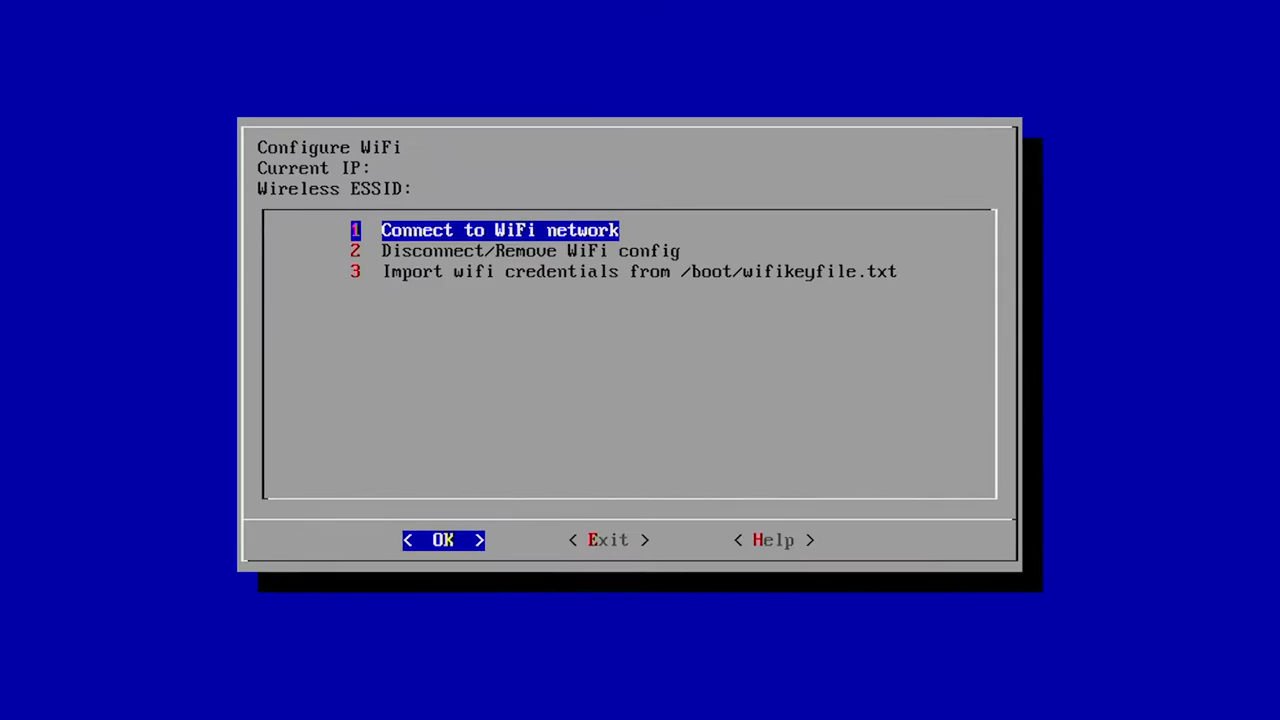 Configure WiFi
Current IP:
Wireless ESSID:
1 Connect to WiFi network
2 Disconnect/Remove WiFi config
3 Import wifi credentials from /boot/wifikeyfile.txt
< OK > < Exit > < Help >